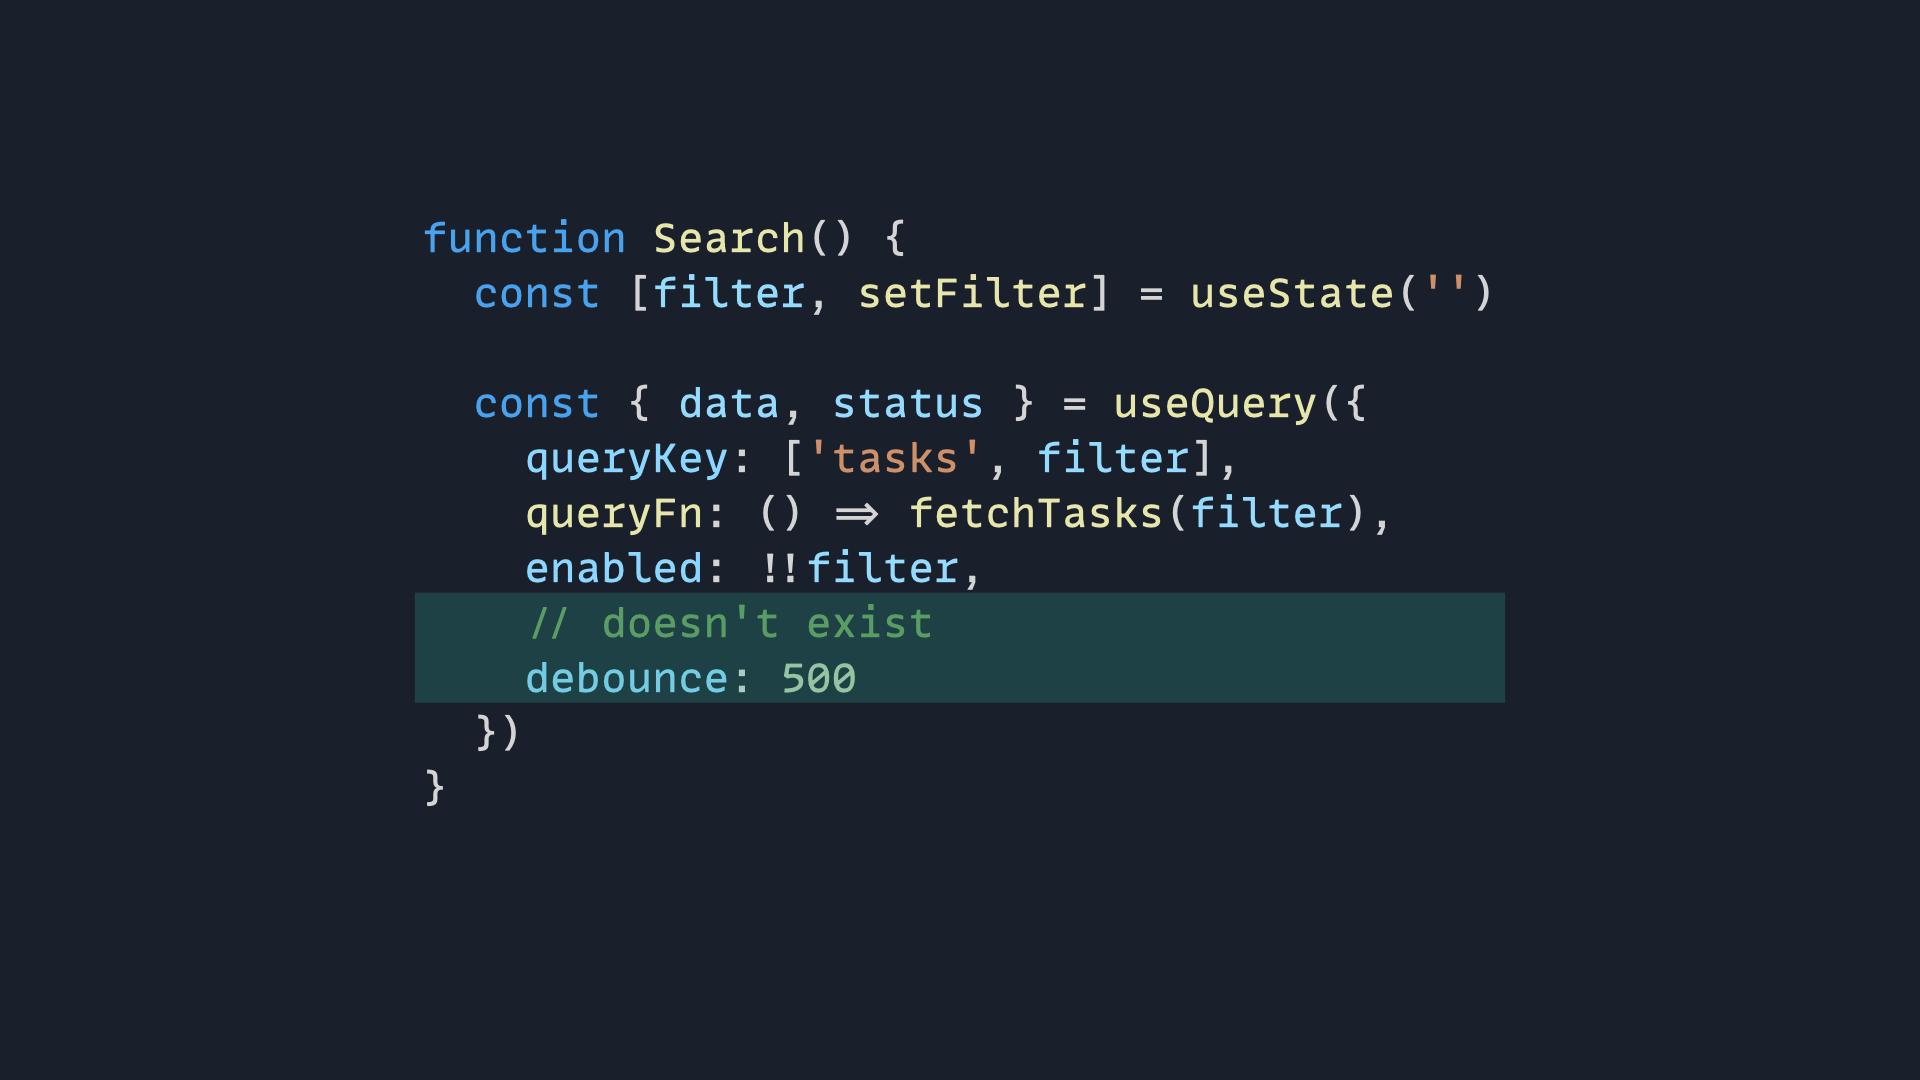 function Search() {
  const [filter, setFilter] = useState('')

  const { data, status } = useQuery({
    queryKey: ['tasks', filter],
    queryFn: () => fetchTasks(filter),
    enabled: !!filter,
    // doesn't exist
    debounce: 500
  })
}